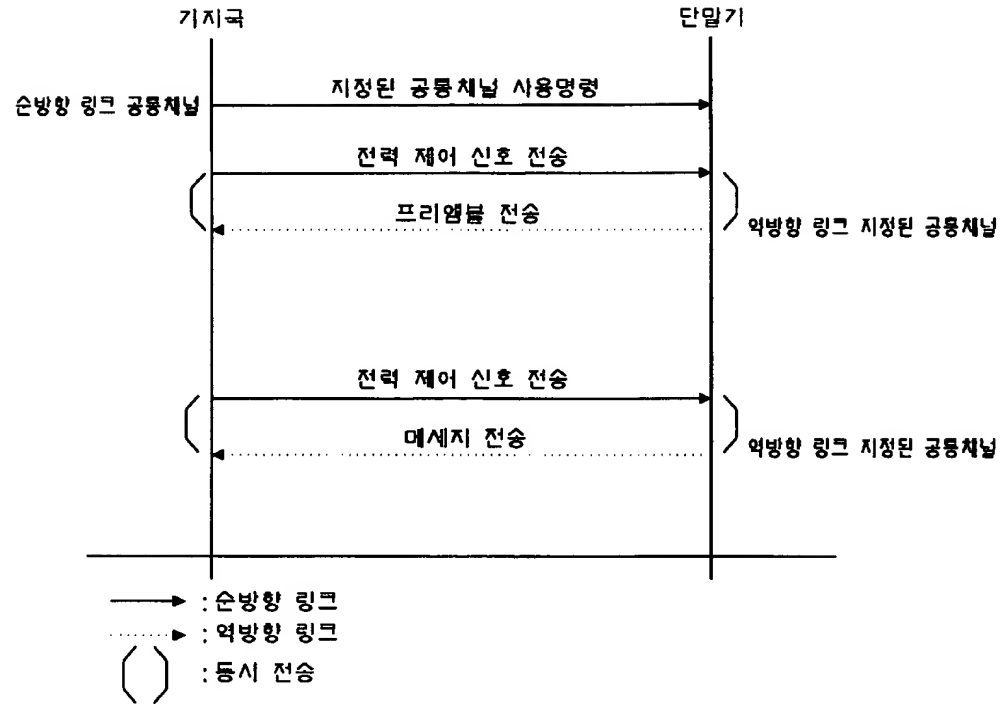 기지국
단말기
지정된 공통채널 사용명령
순방향 링크 공통채널
전력 제어 신호 전송
프리앰블 전송
역방향 링크 지정된 공통채널
전력 제어 신호 전송
메세지 전송
역방향 링크 지정된 공통채널
: 순방향 링크
: 역방향 링크
: 동시 전송